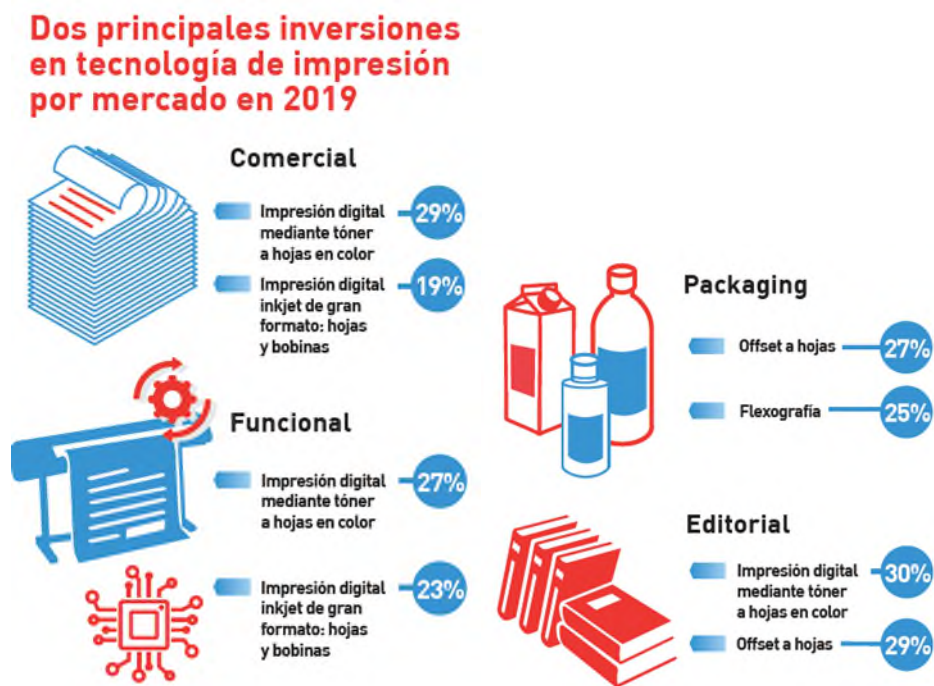 Dos principales inversiones
en tecnología de impresión
por mercado en 2019
Comercial
Impresión digital
mediante tóner
a hojas en color
29%
Impresión digital
inkjet de gran
formato: hojas
y bobinas
19%
Funcional
Impresión digital
mediante tóner
a hojas en color
27%
Impresión digital
inkjet de gran
formato: hojas
y bobinas
23%
Packaging
Offset a hojas
27%
Flexografía
25%
Editorial
Impresión digital
mediante tóner
a hojas en color
30%
Offset a hojas
29%